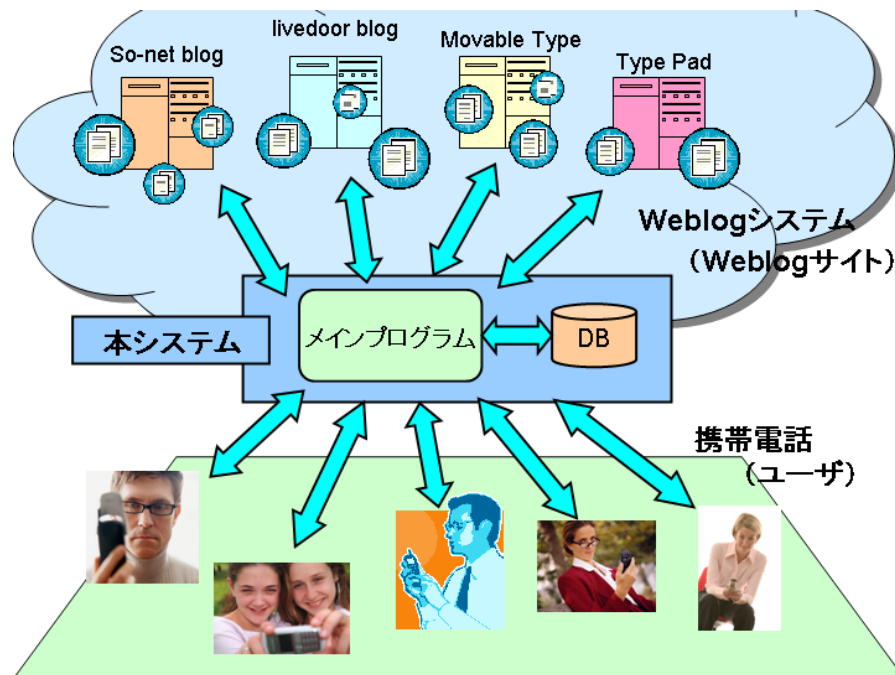 So-net blog
livedoor blog
Movable Type
Type Pad
Weblogシステム
（Weblogサイト）
本システム
メインプログラム
DB
携帯電話
（ユーザ）